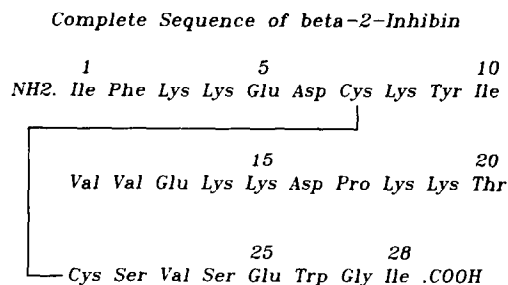 Complete Sequence of beta-2-Inhibin
1 5 10
NH2. Ile Phe Lys Lys Glu Asp Cys Lys Tyr Ile
15 20
Val Val Glu Lys Lys Asp Pro Lys Lys Thr
25 28
Cys Ser Val Ser Glu Trp Gly Ile .COOH